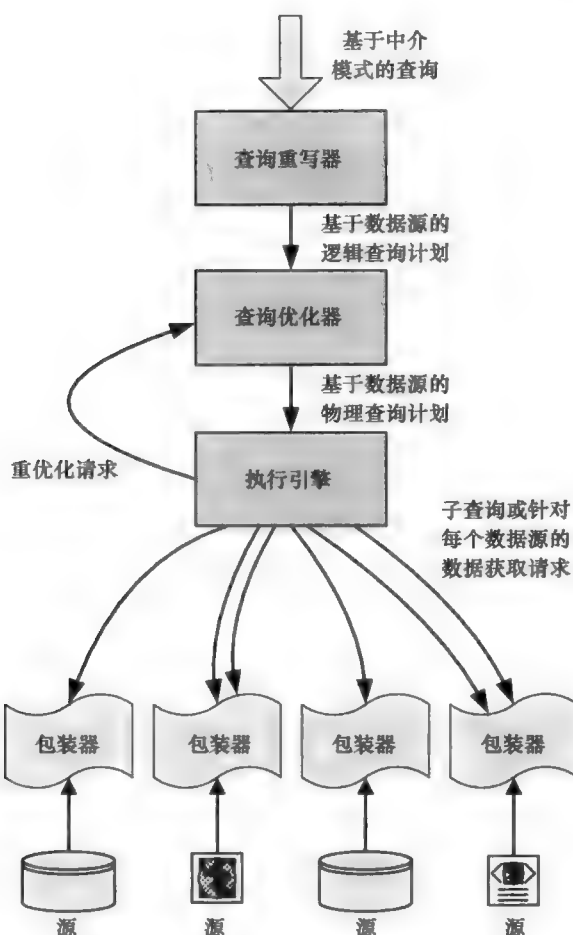 基于中介
模式的查询
查询重写器
基于数据源的
逻辑查询计划
查询优化器
基于数据源的
物理查询计划
重优化请求
执行引擎
子查询或针对
每个数据源的
数据获取请求
包装器
包装器
包装器
包装器
源
源
源
源